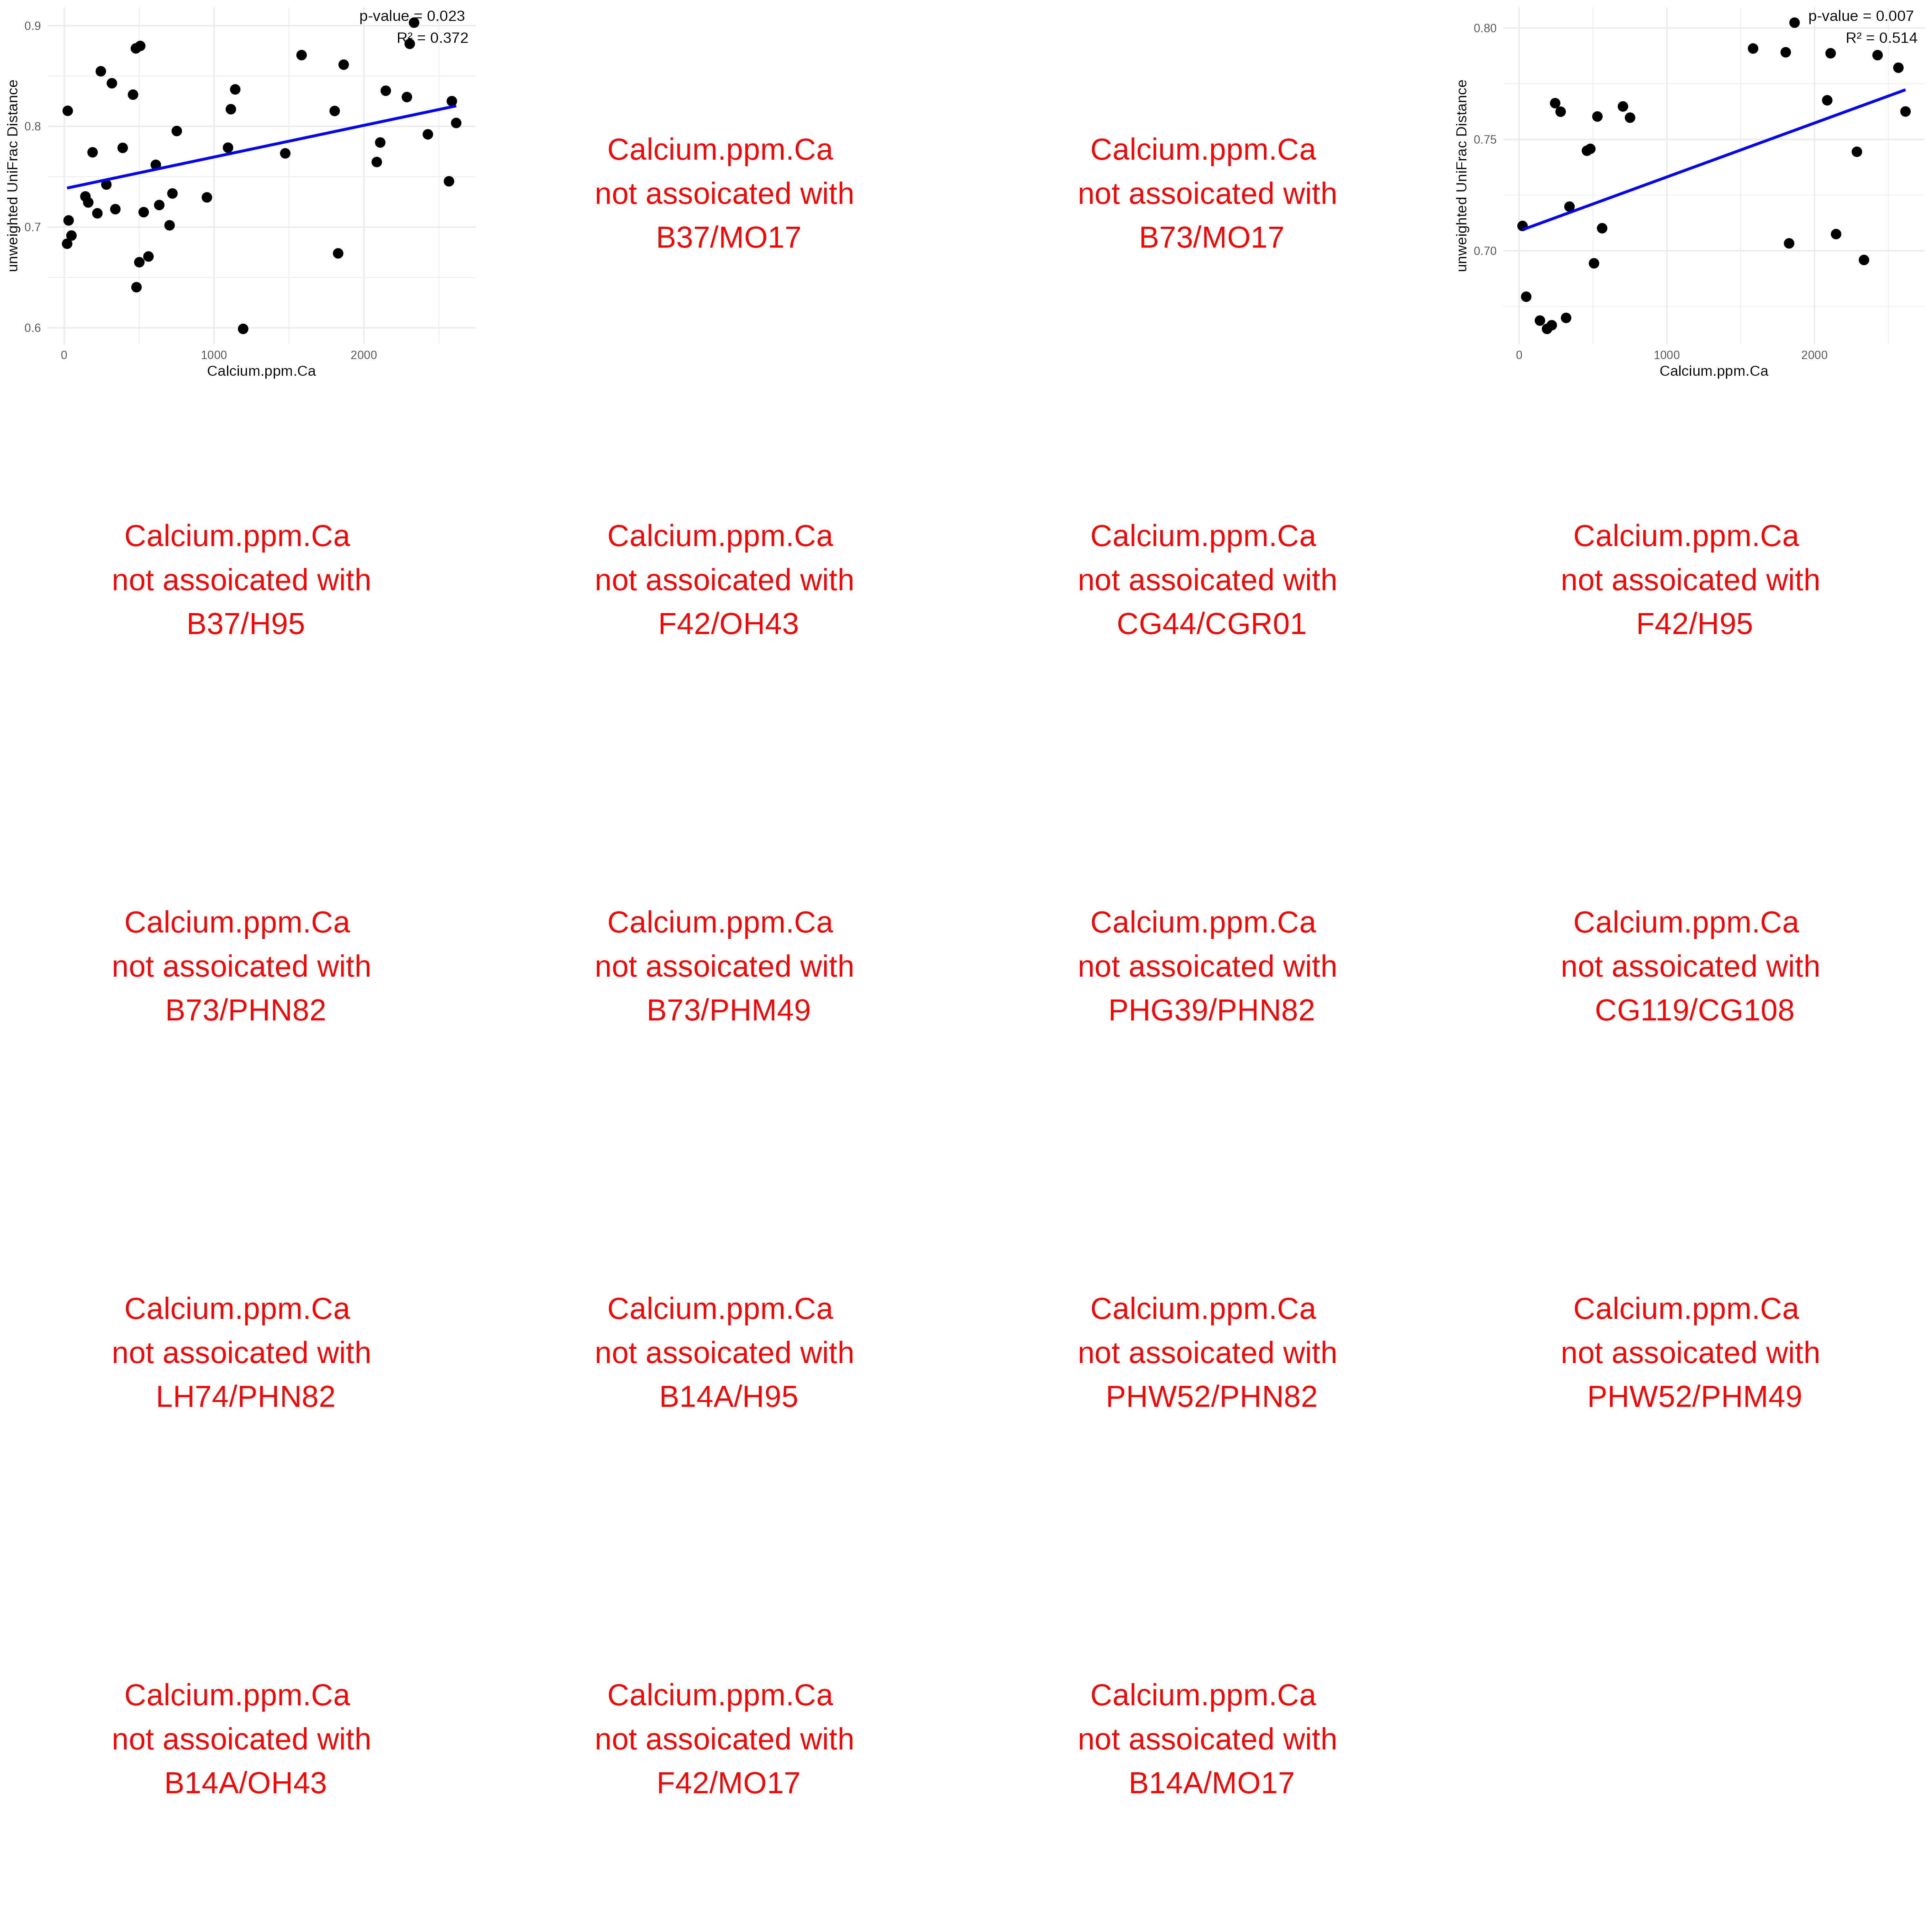 p-value = 0.023
R² = 0.372
0.9
0.8
0.7
0.6
unweighted UniFrac Distance
0
1000
2000
Calcium.ppm.Ca
Calcium.ppm.Ca
not assoicated with
B37/MO17
Calcium.ppm.Ca
not assoicated with
B73/MO17
p-value = 0.007
R² = 0.514
0.80
0.75
0.70
unweighted UniFrac Distance
0
1000
2000
Calcium.ppm.Ca
Calcium.ppm.Ca
not assoicated with
B37/H95
Calcium.ppm.Ca
not assoicated with
F42/OH43
Calcium.ppm.Ca
not assoicated with
CG44/CGR01
Calcium.ppm.Ca
not assoicated with
F42/H95
Calcium.ppm.Ca
not assoicated with
B73/PHN82
Calcium.ppm.Ca
not assoicated with
B73/PHM49
Calcium.ppm.Ca
not assoicated with
PHG39/PHN82
Calcium.ppm.Ca
not assoicated with
CG119/CG108
Calcium.ppm.Ca
not assoicated with
LH74/PHN82
Calcium.ppm.Ca
not assoicated with
B14A/H95
Calcium.ppm.Ca
not assoicated with
PHW52/PHN82
Calcium.ppm.Ca
not assoicated with
PHW52/PHM49
Calcium.ppm.Ca
not assoicated with
B14A/OH43
Calcium.ppm.Ca
not assoicated with
F42/MO17
Calcium.ppm.Ca
not assoicated with
B14A/MO17